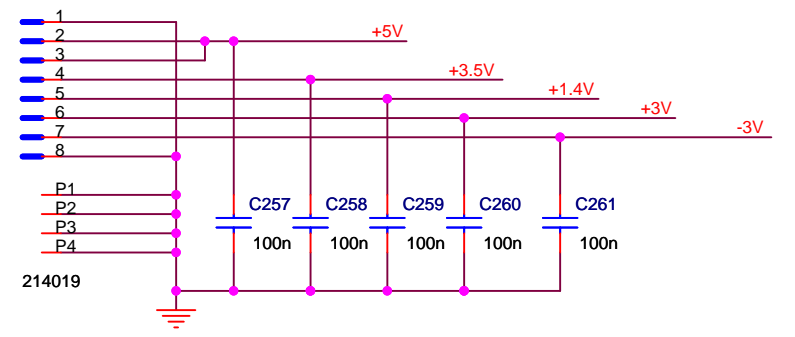 1
2
+5V
3
4
+3.5V
5
+1.4V
6
+3V
7
-3V
8
P1
P2
P3
P4
C257
C258
C259
C260
C261
100n
100n
100n
100n
100n
214019